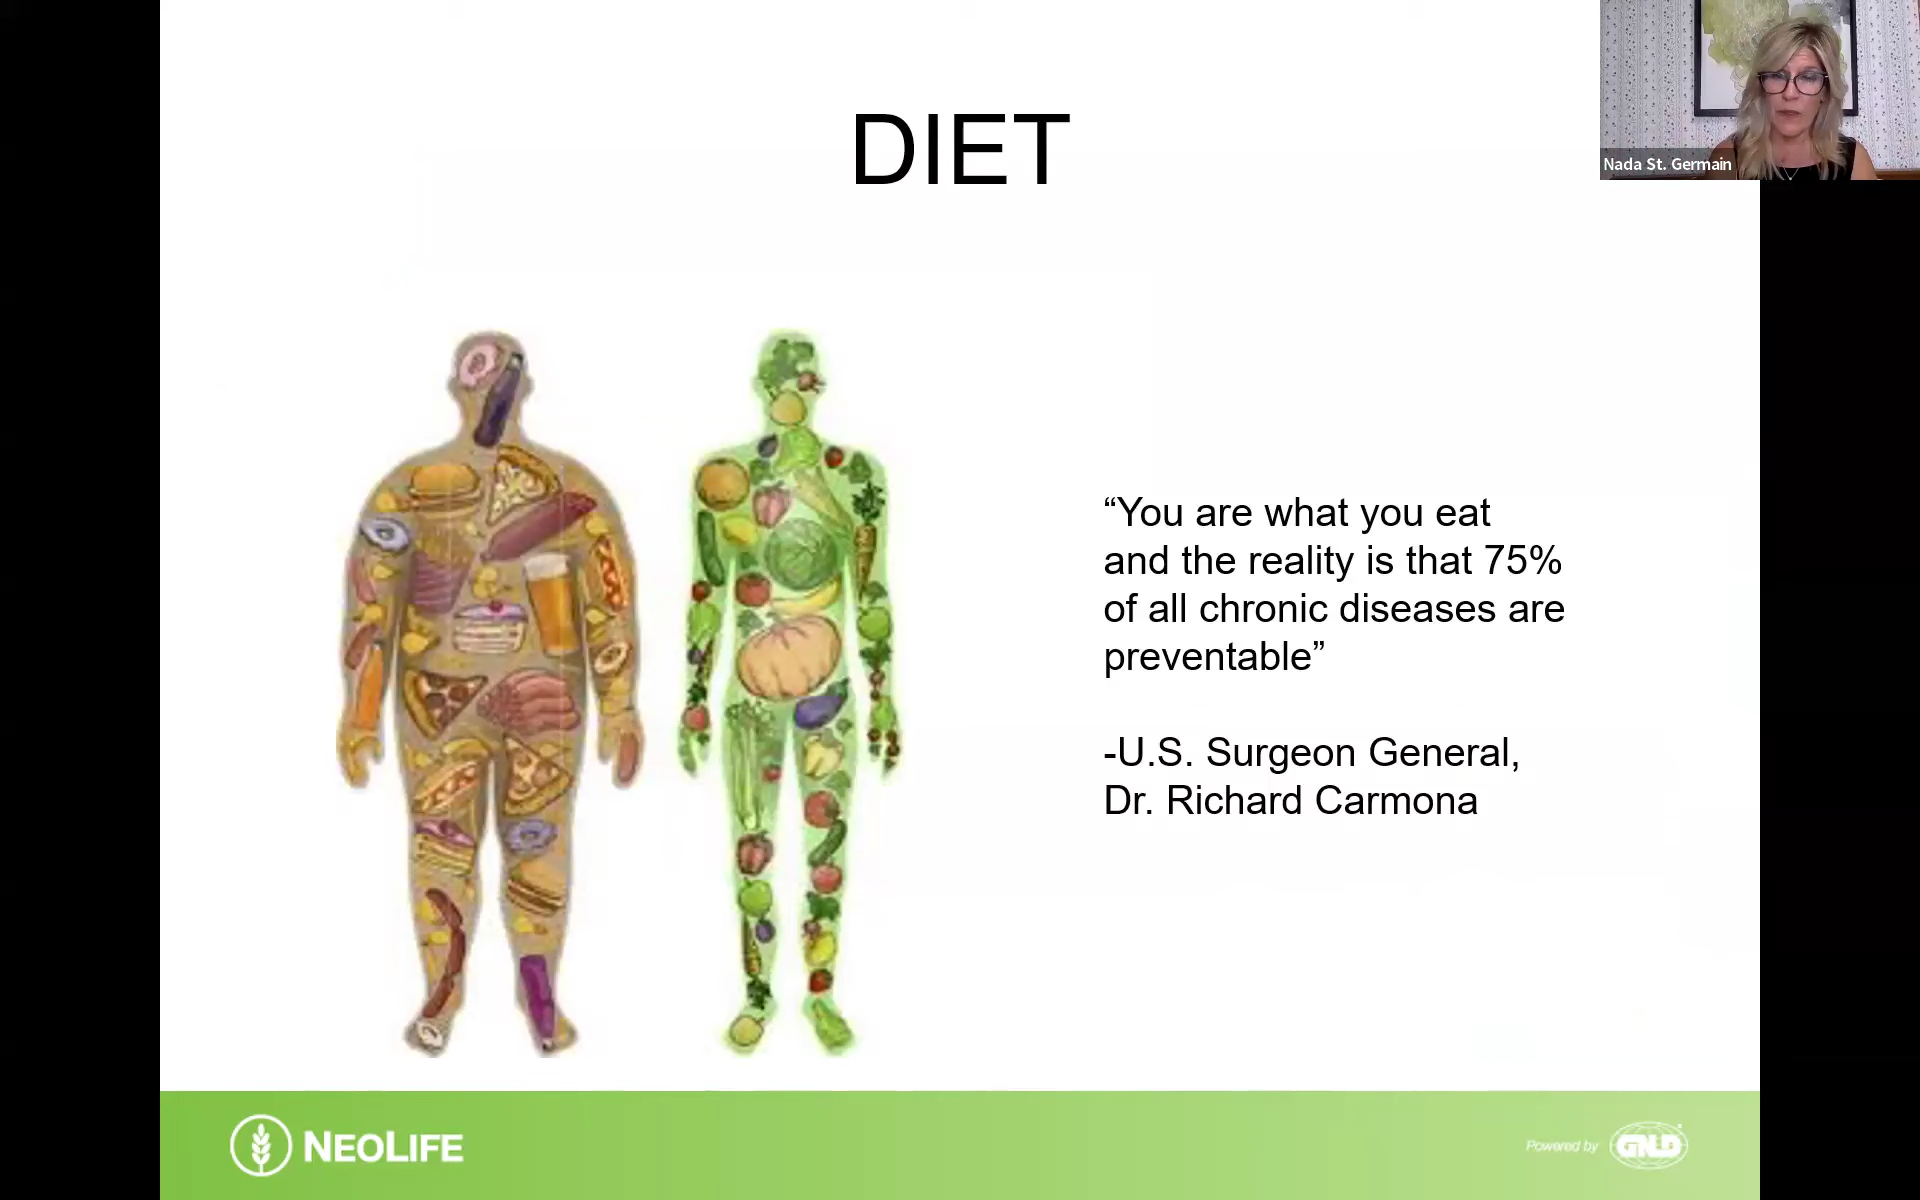 DIET
Nada St. Germain
“You are what you eat
and the reality is that 75%
of all chronic diseases are
preventable”
-U.S. Surgeon General,
Dr. Richard Carmona
NEOLIFE
Powered by GNLD